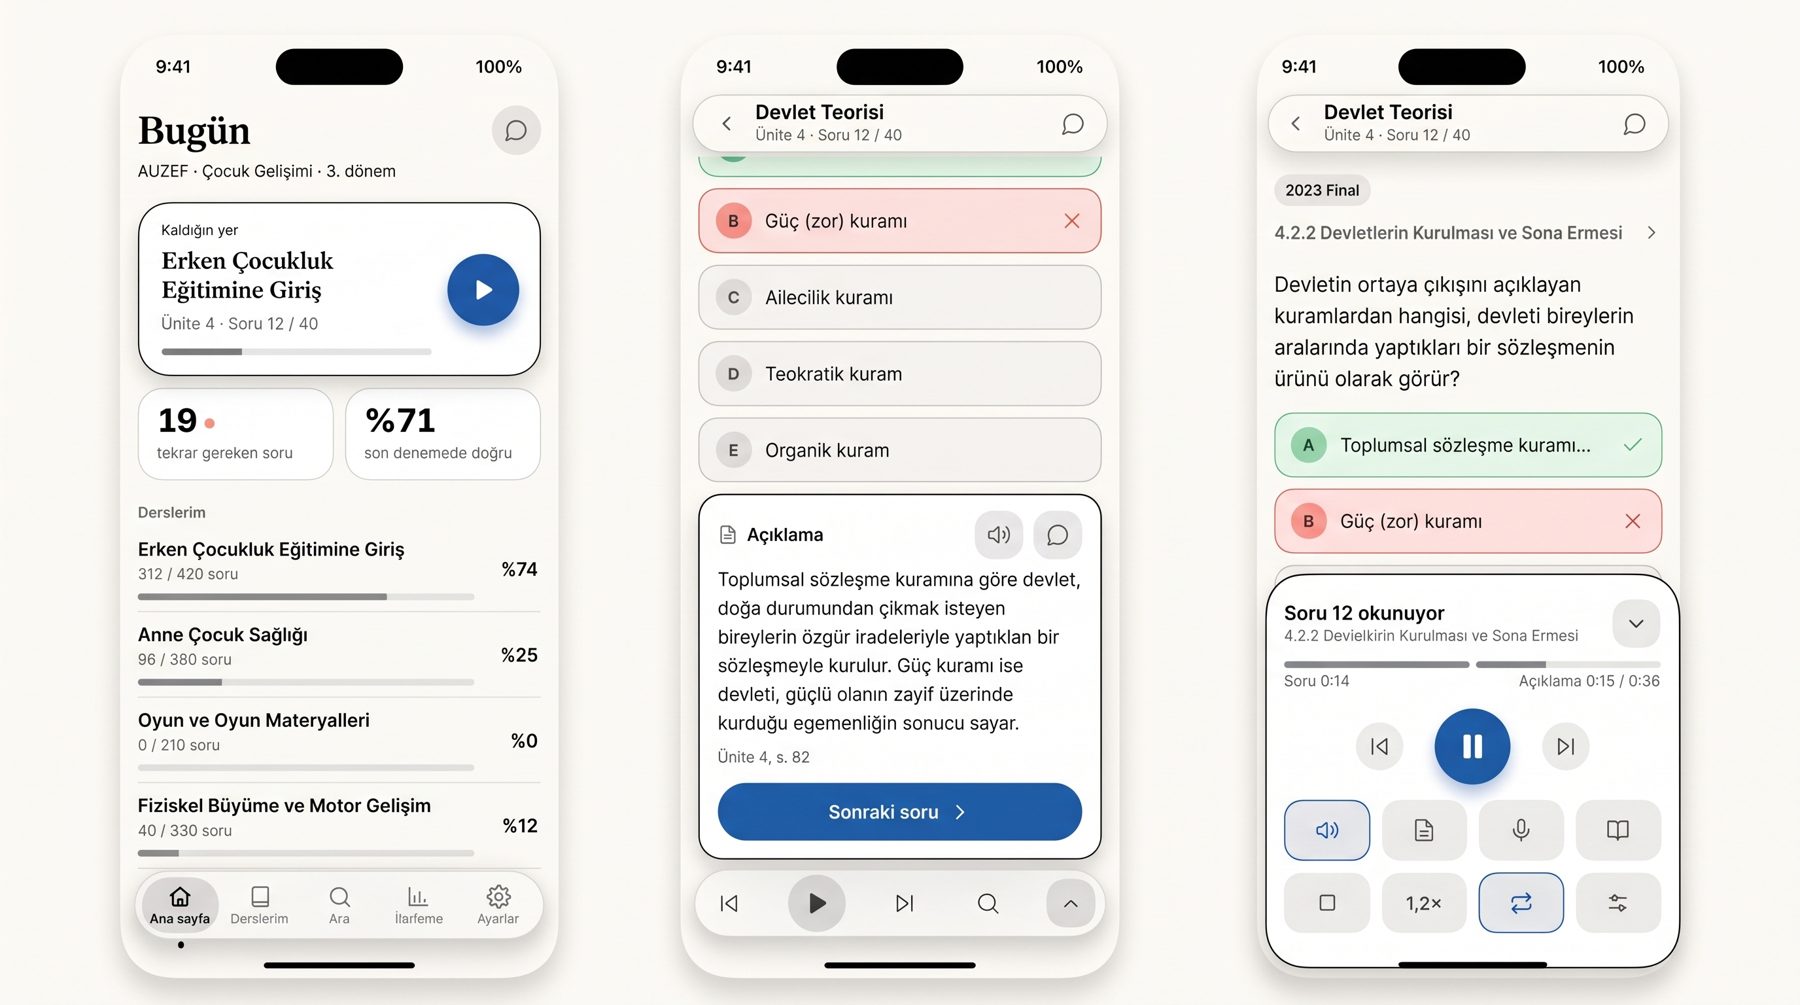 9:41
100%
Bugün
AUZEF · Çocuk Gelişimi · 3. dönem
Kaldığın yer
Erken Çocukluk
Eğitimine Giriş
Ünite 4 · Soru 12 / 40
19
tekrar gereken soru
%71
son denemede doğru
Derslerim
Erken Çocukluk Eğitimine Giriş
312 / 420 soru
%74
Anne Çocuk Sağlığı
96 / 380 soru
%25
Oyun ve Oyun Materyalleri
0 / 210 soru
%0
Fiziskel Büyüme ve Motor Gelişim
40 / 330 soru
%12
Ana sayfa
Derslerim
Ara
İlarfeme
Ayarlar
9:41
100%
Devlet Teorisi
Ünite 4 · Soru 12 / 40
B
Güç (zor) kuramı
C
Ailecilik kuramı
D
Teokratik kuram
E
Organik kuram
Açıklama
Toplumsal sözleşme kuramına göre devlet,
doğa durumundan çikmak isteyen
bireylerin özgür iradeleriyle yaptıklan bir
sözleşmeyle kurulur. Güç kuramı ise
devleti, güçlü olanın zayif üzerinde
kurduğu egemenliğin sonucu sayar.
Ünite 4, s. 82
Sonraki soru
9:41
100%
Devlet Teorisi
Ünite 4 · Soru 12 / 40
2023 Final
4.2.2 Devletlerin Kurulması ve Sona Ermesi
Devletin ortaya çıkışını açıklayan
kuramlardan hangisi, devleti bireylerin
aralarında yaptıkları bir sözleşmenin
ürünü olarak görür?
A
Toplumsal sözleşme kuramı...
B
Güç (zor) kuramı
Soru 12 okunuyor
4.2.2 Devielkirin Kurulması ve Sona Ermesi
Soru 0:14
Açıklama 0:15 / 0:36
1,2×